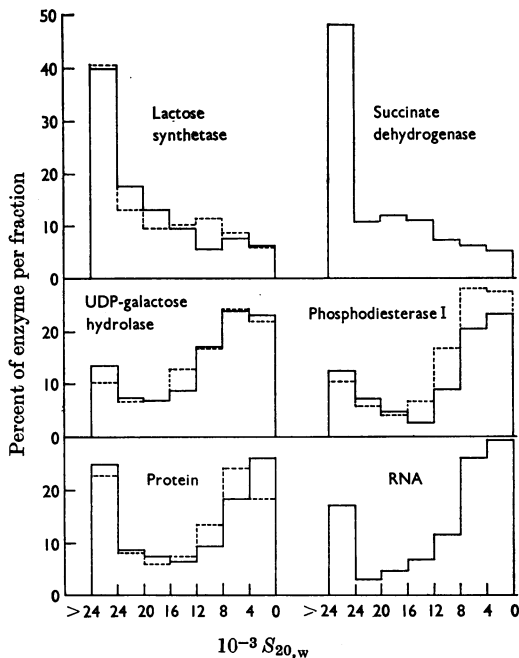 Percent of enzyme per fraction
50
40
30
20
10
0
Lactose
synthetase
Succinate
dehydrogenase
20
10
0
UDP-galactose
hydrolase
Phosphodiesterase I
20
10
0
Protein
RNA
> 24 24 20 16 12 8 4 0
> 24 24 20 16 12 8 4 0
10⁻³ S₂₀,w